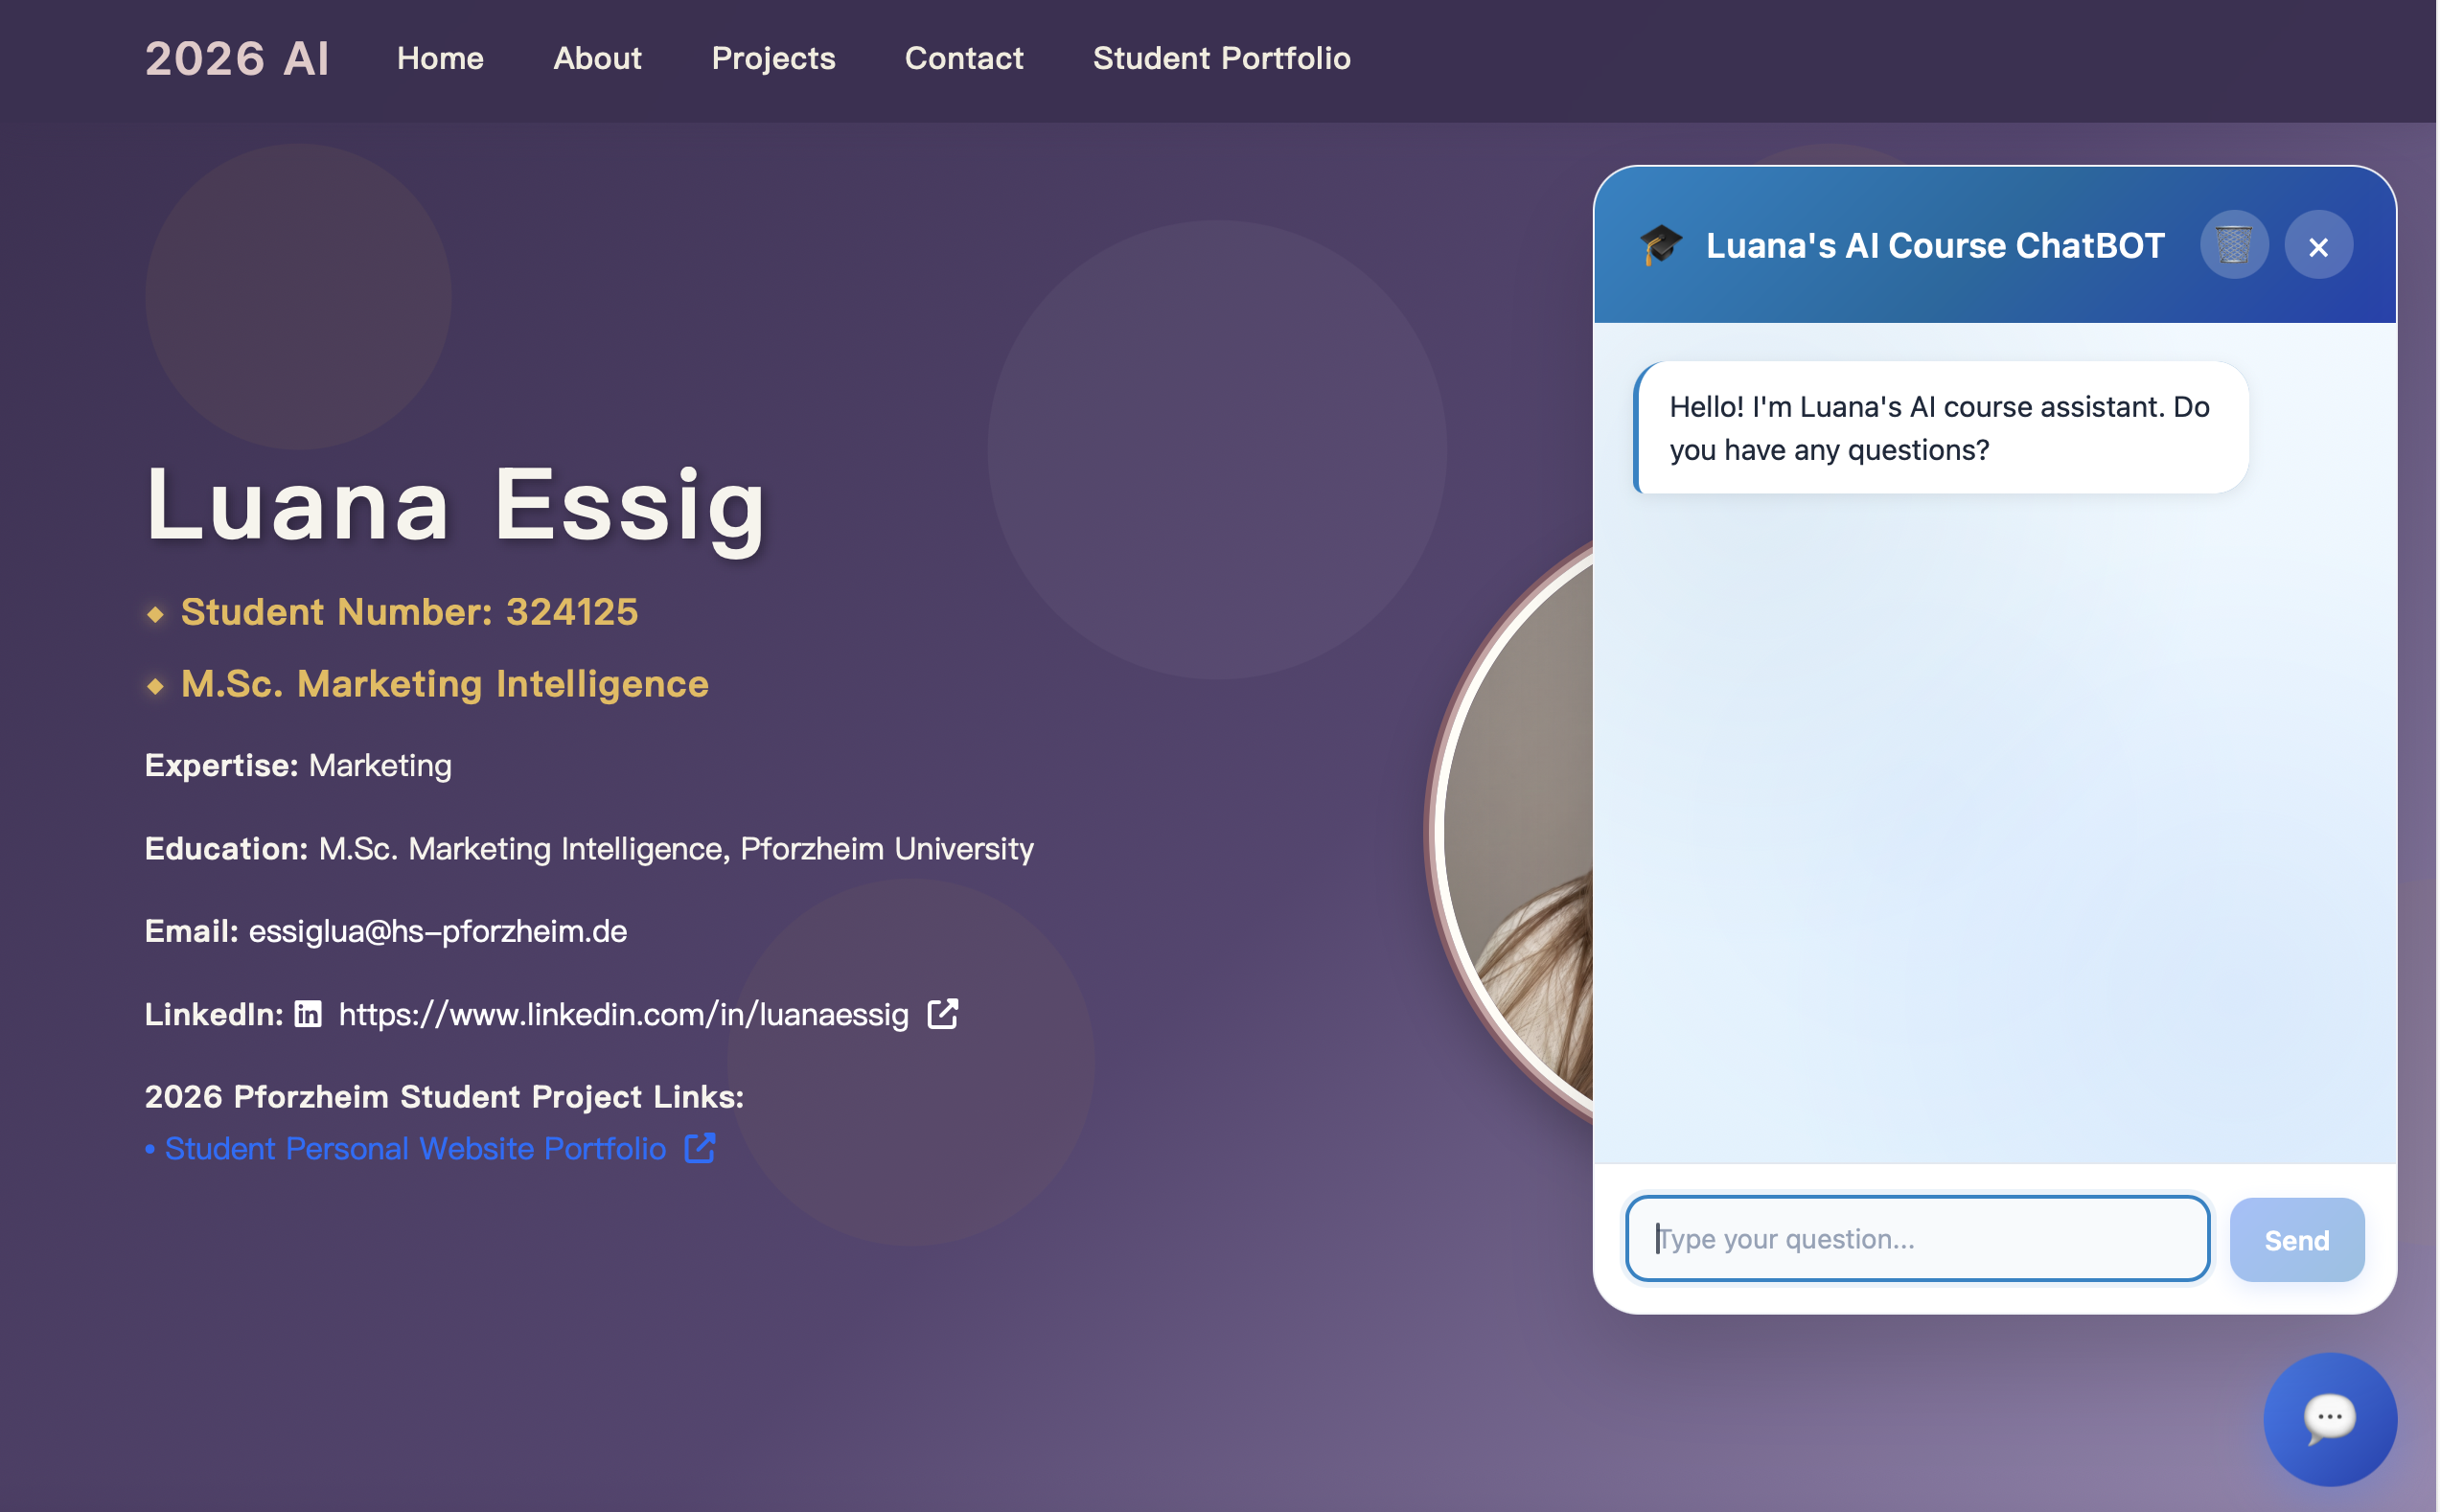 2026 AI Home About Projects Contact Student Portfolio
Luana Essig
◆ Student Number: 324125
◆ M.Sc. Marketing Intelligence
Expertise: Marketing
Education: M.Sc. Marketing Intelligence, Pforzheim University
Email: essiglua@hs-pforzheim.de
LinkedIn: https://www.linkedin.com/in/luanaessig
2026 Pforzheim Student Project Links:
• Student Personal Website Portfolio
Luana's AI Course ChatBOT
Hello! I'm Luana's AI course assistant. Do
you have any questions?
Type your question...
Send